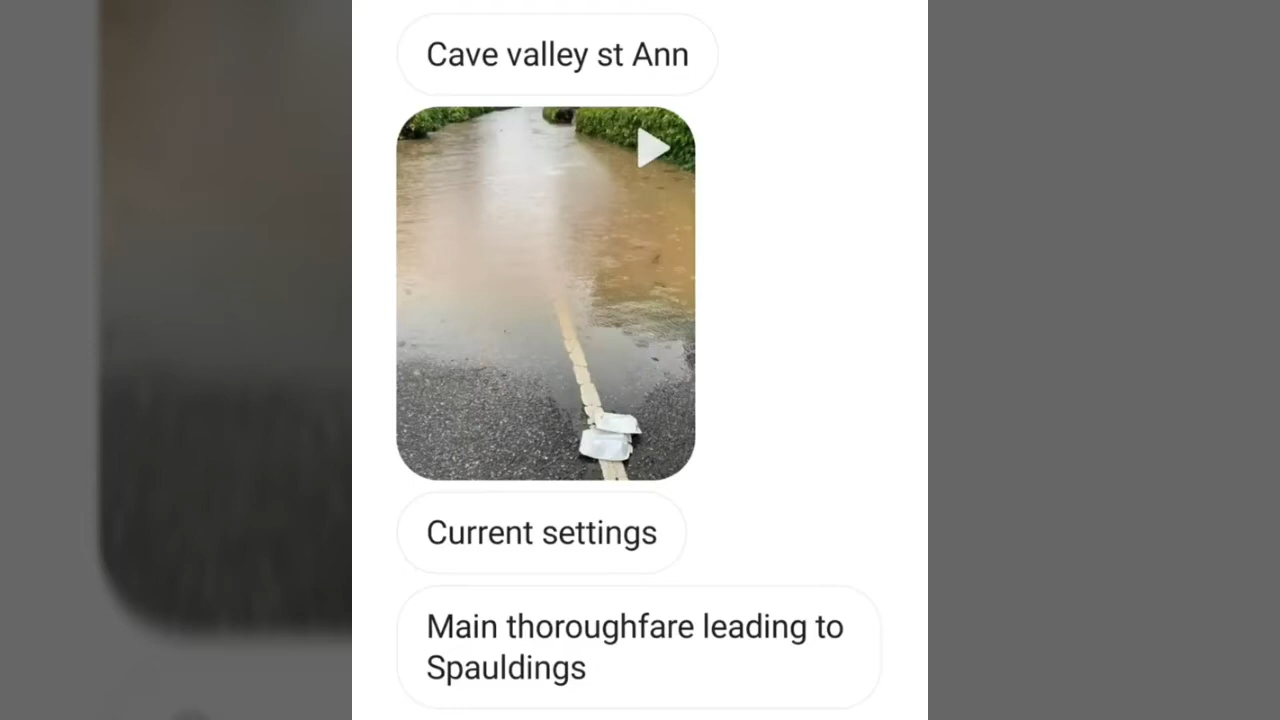 Cave valley st Ann
Current settings
Main thoroughfare leading to
Spauldings